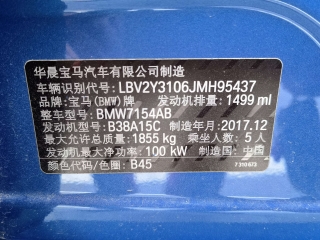 华晨宝马汽车有限公司制造
车辆识别代号: LBV2Y3106JMH95437
品牌: 宝马(BMW)牌 发动机排量: 1499 ml
整车型号: BMW7154AB
发动机型号: B38A15C 制造年月: 2017.12
最大允许总质量: 1855 kg 乘坐人数: 5 人
发动机最大净功率: 100 kW 制造国: 中国
颜色代码/色圈: B45
7310673